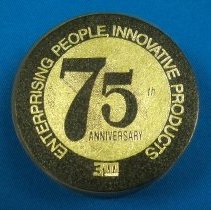 ENTERPRISING PEOPLE, INNOVATIVE PRODUCTS
75th
ANNIVERSARY
3M